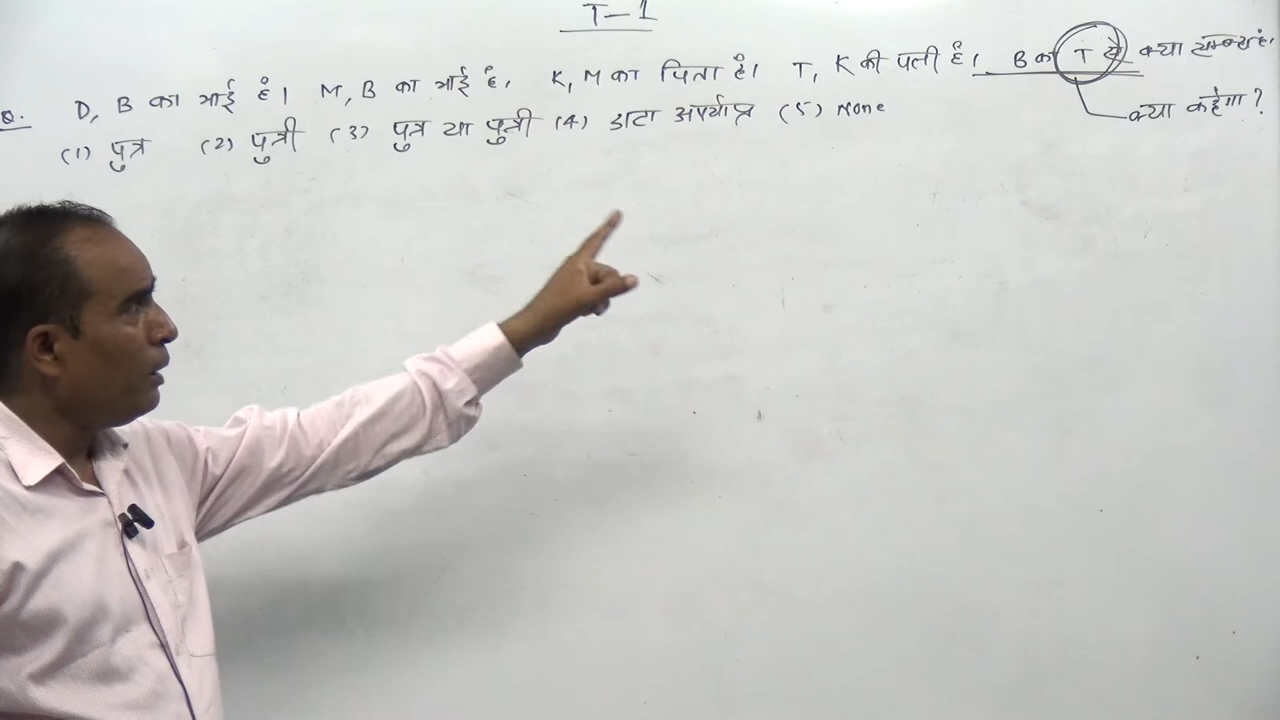 T-1
Q. D, B का भाई है। M, B का भाई है, K, M का पिता है। T, K की पत्नी है। B का T से क्या सम्बन्ध है,
क्या कहेगा ?
(1) पुत्र (2) पुत्री (3) पुत्र या पुत्री (4) डाटा अपर्याप्त (5) None